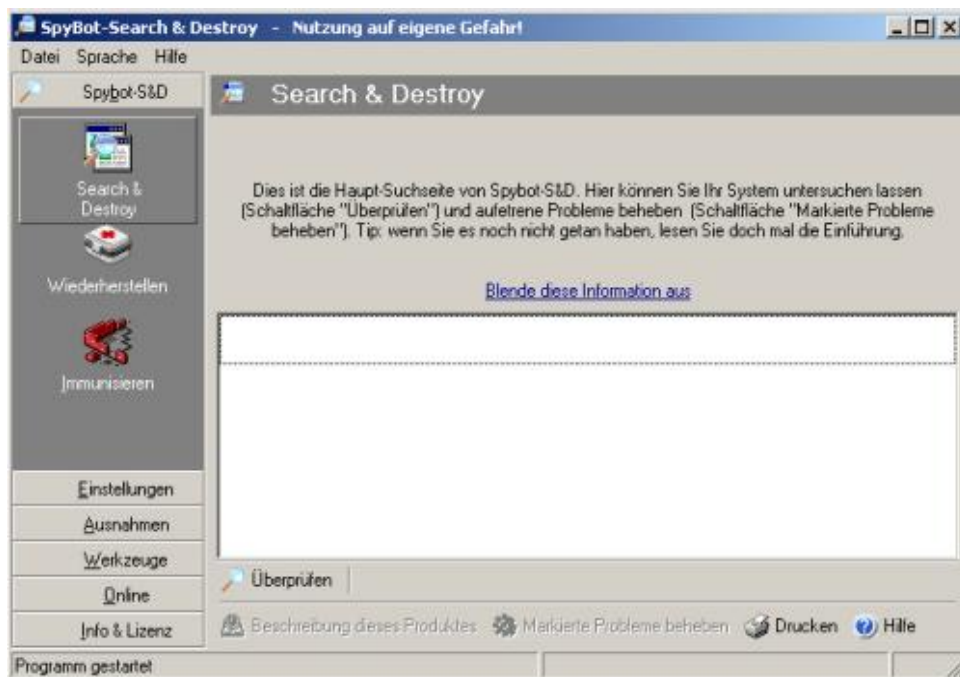 SpyBot-Search & Destroy - Nutzung auf eigene Gefahr!
Datei Sprache Hilfe
Spybot-S&D
Search & Destroy
Search &
Destroy
Wiederherstellen
Immunisieren
Einstellungen
Ausnahmen
Werkzeuge
Online
Info & Lizenz
Dies ist die Haupt-Suchseite von Spybot-S&D. Hier können Sie Ihr System untersuchen lassen
(Schaltfläche "Überprüfen") und aufetrene Probleme beheben (Schaltfläche "Markierte Probleme
beheben"). Tip: wenn Sie es noch nicht getan haben, lesen Sie doch mal die Einführung.
Blende diese Information aus
Überprüfen
Beschreibung dieses Produktes Markierte Probleme beheben Drucken Hilfe
Programm gestartet